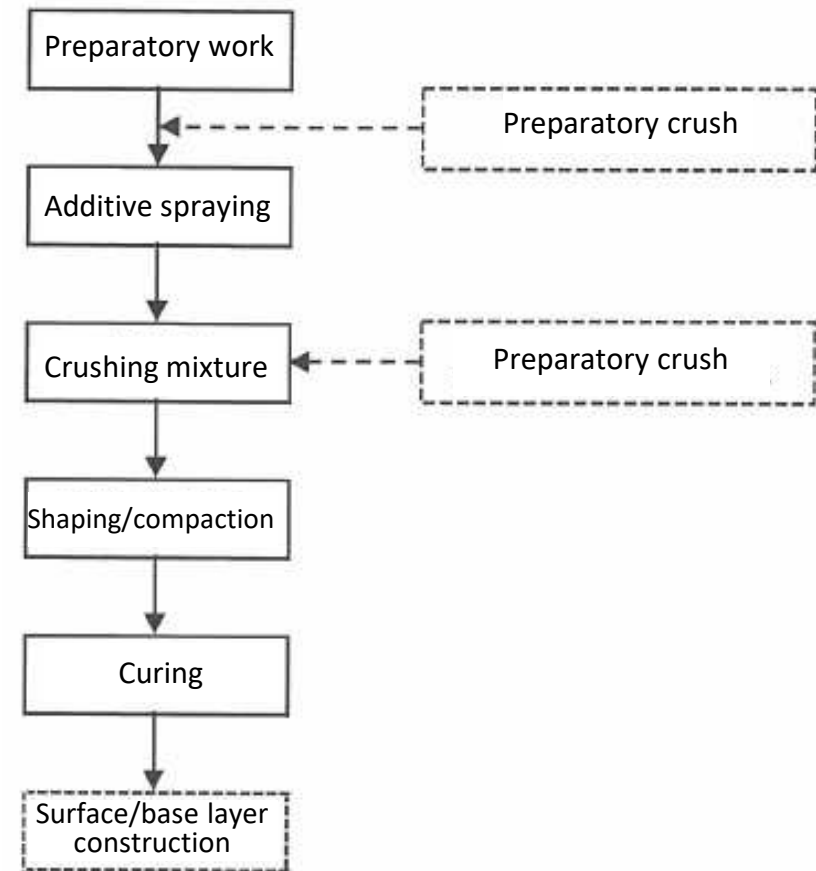 Preparatory work
Preparatory crush
Additive spraying
Crushing mixture
Preparatory crush
Shaping/compaction
Curing
Surface/base layer
construction